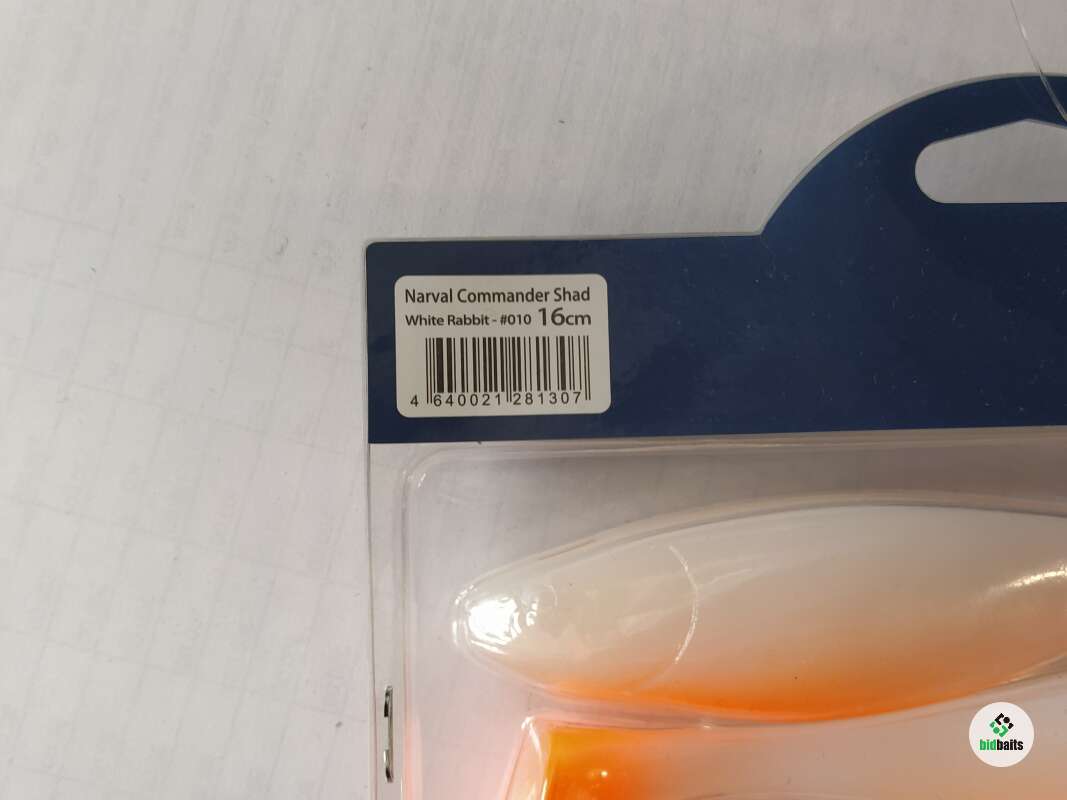 Narval Commander Shad
White Rabbit - #010 16cm
4 640021 281307
bidbaits